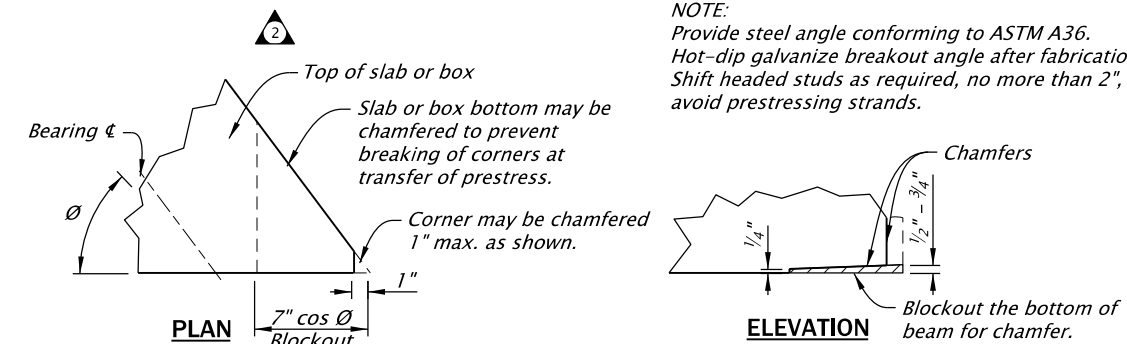 2
Top of slab or box
Slab or box bottom may be
chamfered to prevent
breaking of corners at
transfer of prestress.
Bearing ℄
Ø
Corner may be chamfered
1" max. as shown.
1"
7" cos Ø
Blockout
PLAN
NOTE:
Provide steel angle conforming to ASTM A36.
Hot-dip galvanize breakout angle after fabricatio
Shift headed studs as required, no more than 2",
avoid prestressing strands.
Chamfers
1/4"
1/2" – 3/4"
Blockout the bottom of
beam for chamfer.
ELEVATION